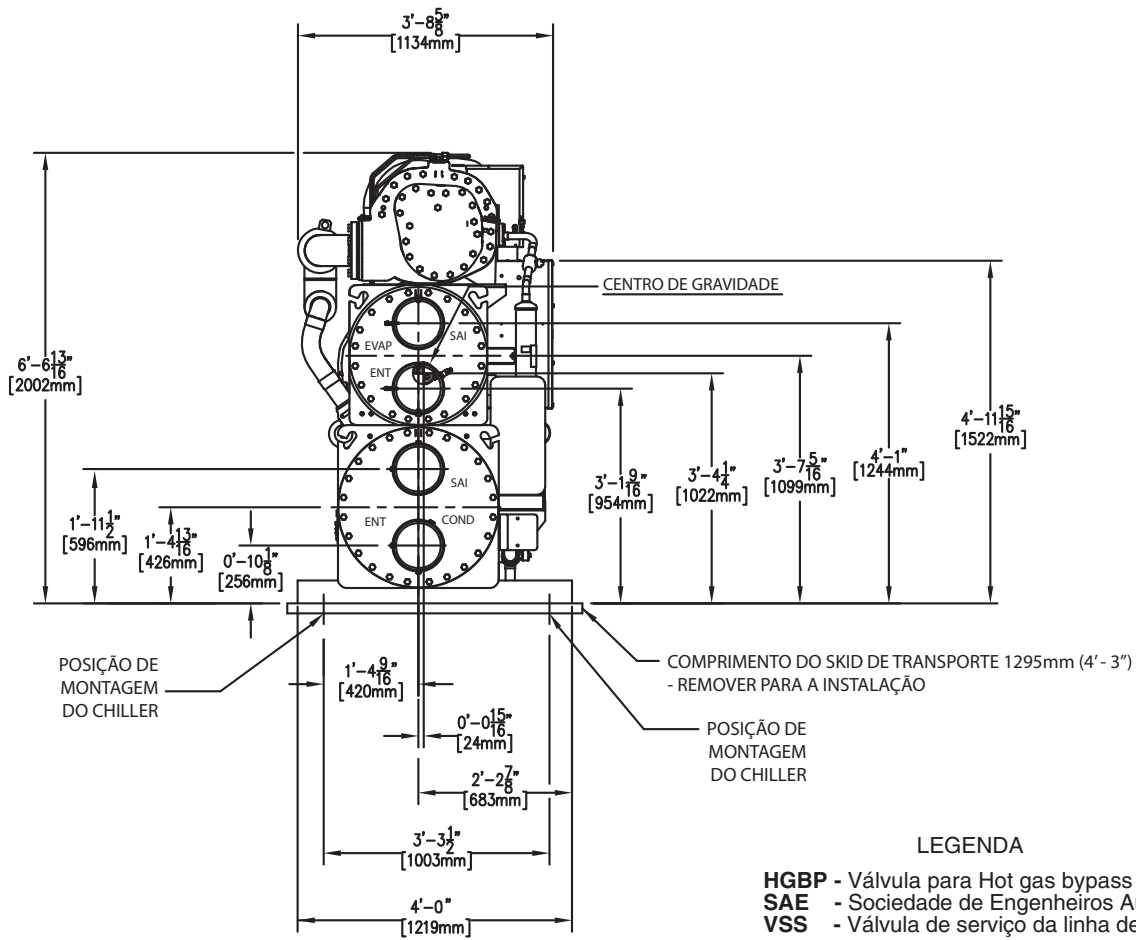 3'-8 5/8"
[1134mm]
CENTRO DE GRAVIDADE
EVAP
SAI
ENT
6'-6 13/16"
[2002mm]
4'-11 15/16"
[1522mm]
4'-1"
[1244mm]
3'-7 5/16"
[1099mm]
3'-4 1/4"
[1022mm]
3'-1 9/16"
[954mm]
SAI
ENT
COND
1'-11 1/2"
[596mm]
1'-4 13/16"
[426mm]
0'-10 1/8"
[256mm]
POSIÇÃO DE
MONTAGEM
DO CHILLER
1'-4 9/16"
[420mm]
COMPRIMENTO DO SKID DE TRANSPORTE 1295mm (4' - 3")
- REMOVER PARA A INSTALAÇÃO
0'-0 15/16"
[24mm]
POSIÇÃO DE
MONTAGEM
DO CHILLER
2'-2 7/8"
[683mm]
3'-3 1/2"
[1003mm]
4'-0"
[1219mm]
LEGENDA
HGBP - Válvula para Hot gas bypass
SAE - Sociedade de Engenheiros
VSS - Válvula de serviço da linha de